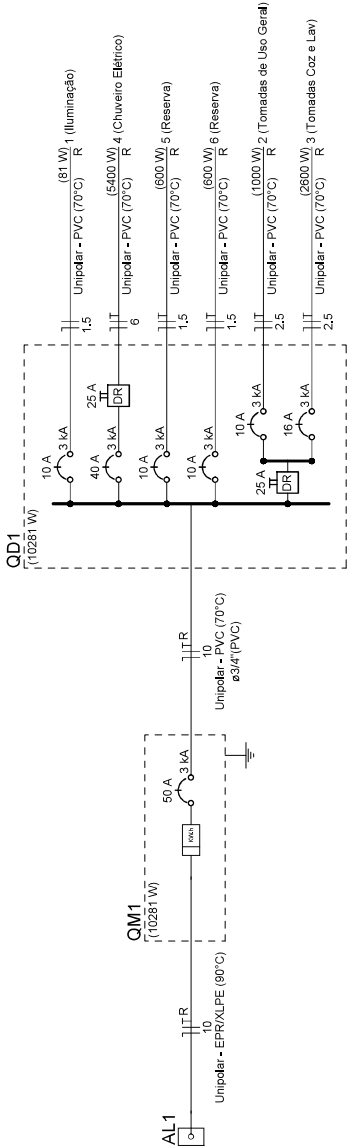 AL1
T R
10
Unipolar - EPR/XLPE (90°C)
QM1
(10281 W)
KWxh
50 A
3 kA
T R
10
Unipolar - PVC (70°C)
ø3/4"(PVC)
QD1
(10281 W)
10 A
3 kA
1.5
Unipolar - PVC (70°C)
(81 W)
1 (Iluminação)
R
40 A
3 kA
25 A
DR
T
6
Unipolar - PVC (70°C)
(5400 W)
4 (Chuveiro Elétrico)
R
10 A
3 kA
T
1.5
Unipolar - PVC (70°C)
(600 W)
5 (Reserva)
R
10 A
3 kA
T
1.5
Unipolar - PVC (70°C)
(600 W)
6 (Reserva)
R
25 A
DR
10 A
3 kA
T
2.5
Unipolar - PVC (70°C)
(1000 W)
2 (Tomadas de Uso Geral)
R
16 A
3 kA
T
2.5
Unipolar - PVC (70°C)
(2600 W)
3 (Tomadas Coz e Lav)
R